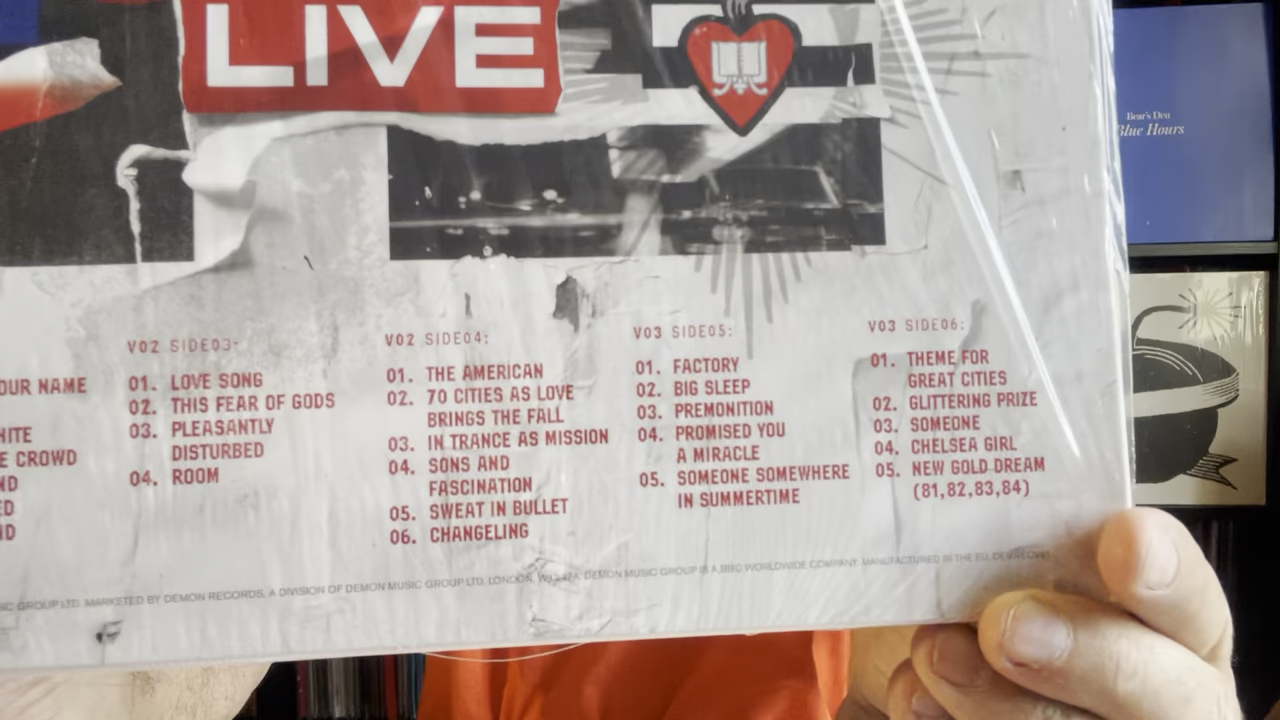 LIVE
Bear's Den
Blue Hours
OUR NAME
HITE
E CROWD
ND
ED
ND
V02 SIDE03:
01. LOVE SONG
02. THIS FEAR OF GODS
03. PLEASANTLY
DISTURBED
04. ROOM
V02 SIDE04:
01. THE AMERICAN
02. 70 CITIES AS LOVE
BRINGS THE FALL
03. IN TRANCE AS MISSION
04. SONS AND
FASCINATION
05. SWEAT IN BULLET
06. CHANGELING
V03 SIDE05:
01. FACTORY
02. BIG SLEEP
03. PREMONITION
04. PROMISED YOU
A MIRACLE
05. SOMEONE SOMEWHERE
IN SUMMERTIME
V03 SIDE06:
01. THEME FOR
GREAT CITIES
02. GLITTERING PRIZE
03. SOMEONE
04. CHELSEA GIRL
05. NEW GOLD DREAM
(81,82,83,84)
SIC GROUP LTD. MARKETED BY DEMON RECORDS, A DIVISION OF DEMON MUSIC GROUP LTD. LONDON, DEMON MUSIC GROUP IS A BBC WORLDWIDE COMPANY. MANUFACTURED IN THE EU.